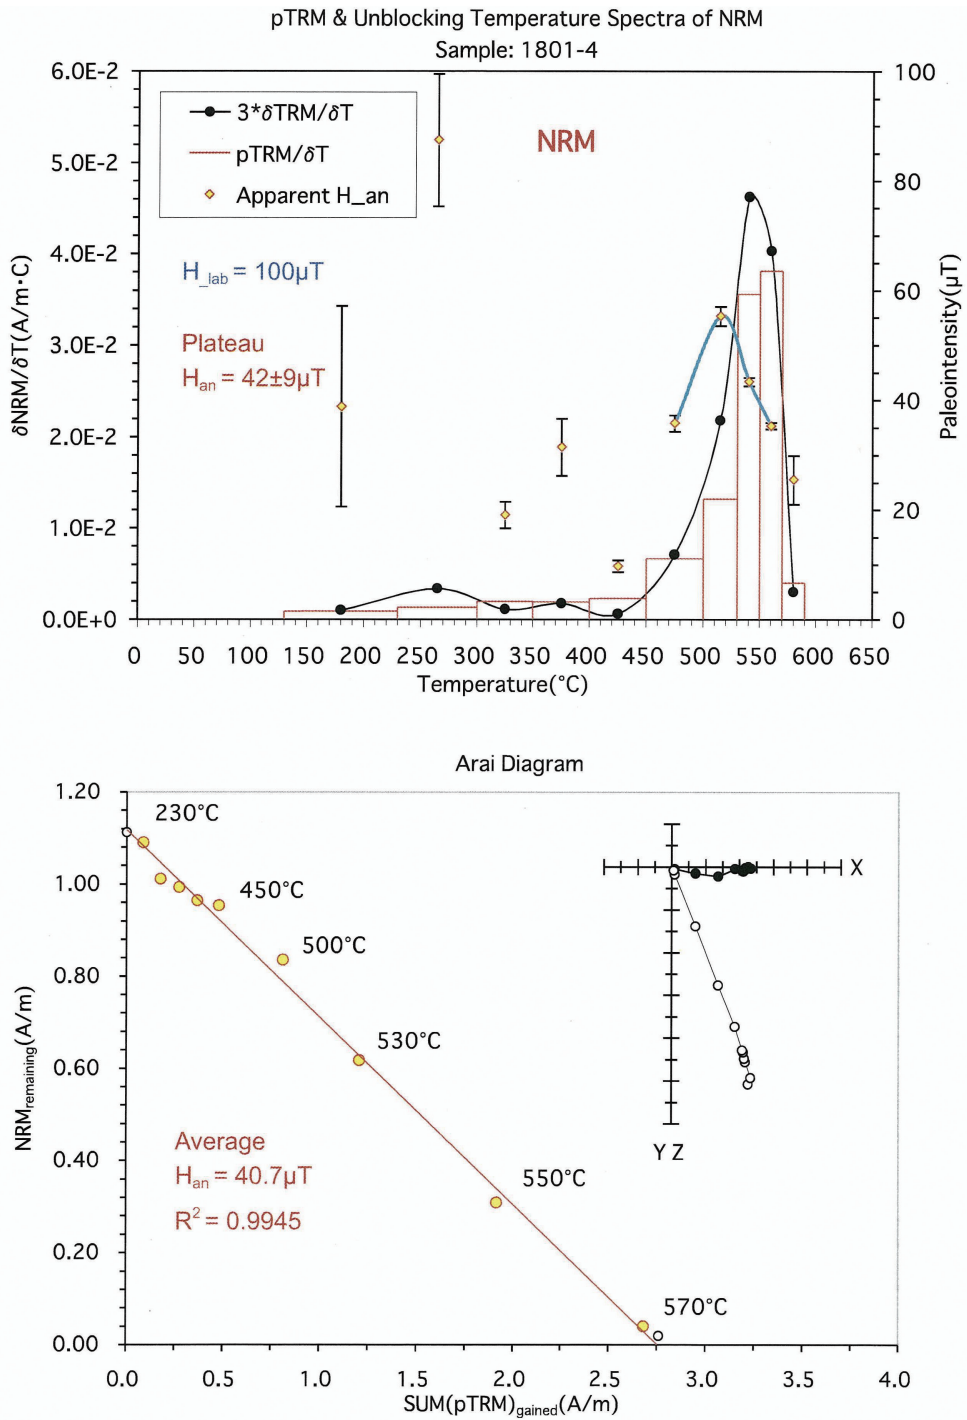 pTRM & Unblocking Temperature Spectra of NRM
Sample: 1801-4
6.0E-2
5.0E-2
4.0E-2
3.0E-2
2.0E-2
1.0E-2
0.0E+0
δNRM/δT(A/m•C)
3*δTRM/δT
pTRM/δT
Apparent H_an
NRM
H_lab = 100µT
Plateau
Han = 42±9µT
100
80
60
40
20
0
Paleointensity(µT)
0 50 100 150 200 250 300 350 400 450 500 550 600 650
Temperature(°C)
Arai Diagram
1.20
1.00
0.80
0.60
0.40
0.20
0.00
NRMremaining(A/m)
230°C
450°C
500°C
530°C
550°C
570°C
X
Y Z
Average
Han = 40.7µT
R² = 0.9945
0.0 0.5 1.0 1.5 2.0 2.5 3.0 3.5 4.0
SUM(pTRM)gained(A/m)